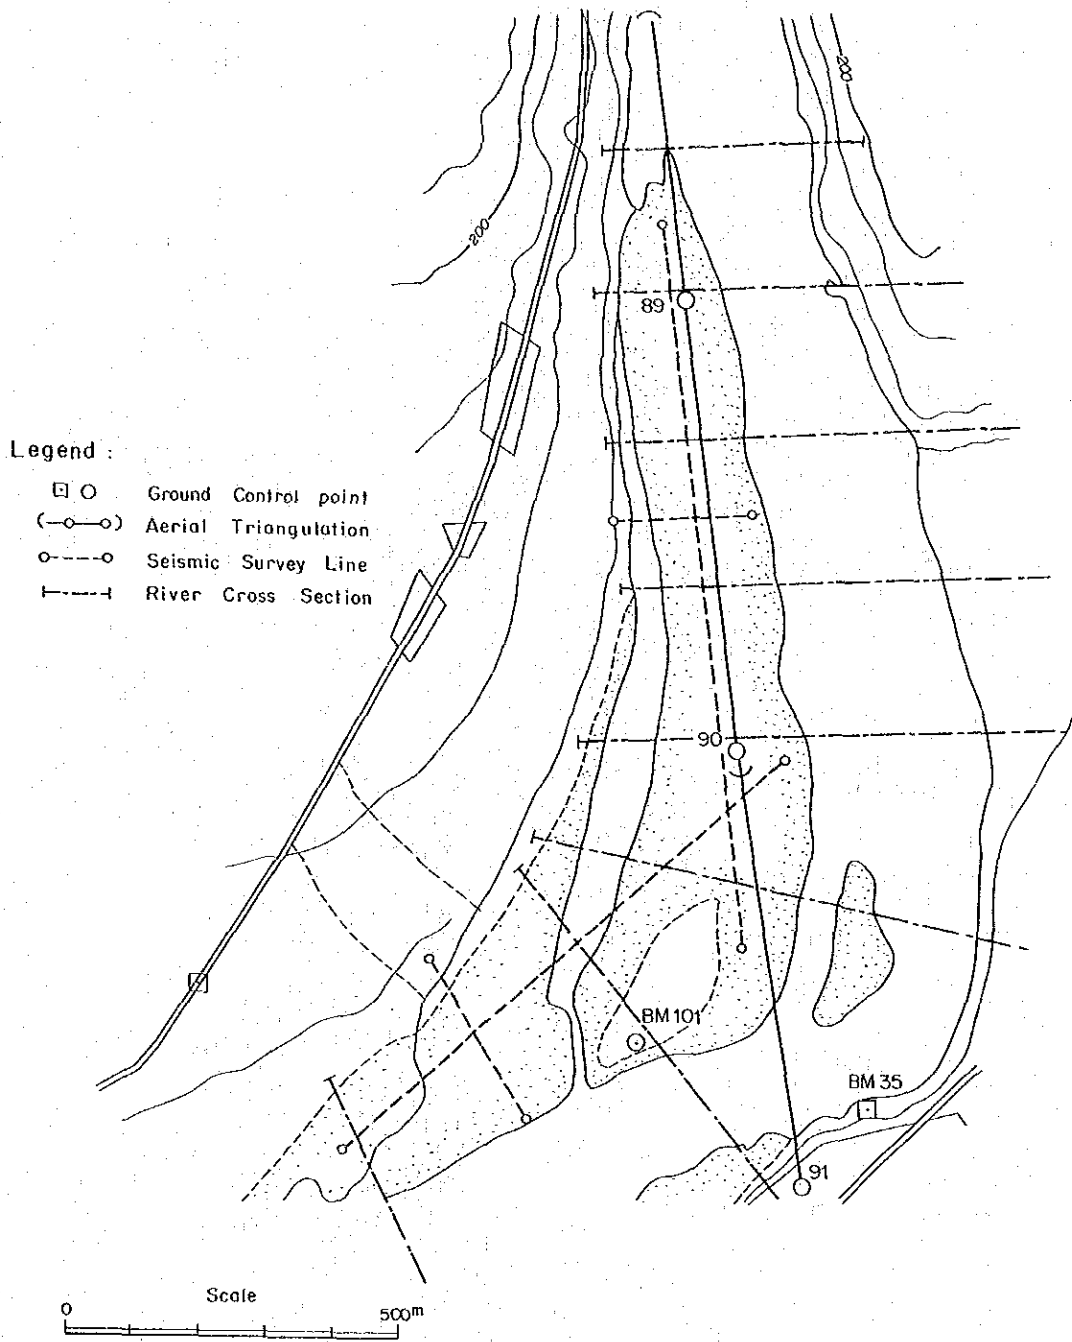 200
200
89
Legend :
Ground Control point
Aerial Triangulation
Seismic Survey Line
River Cross Section
90
BM 101
BM 35
91
Scale
0 500m